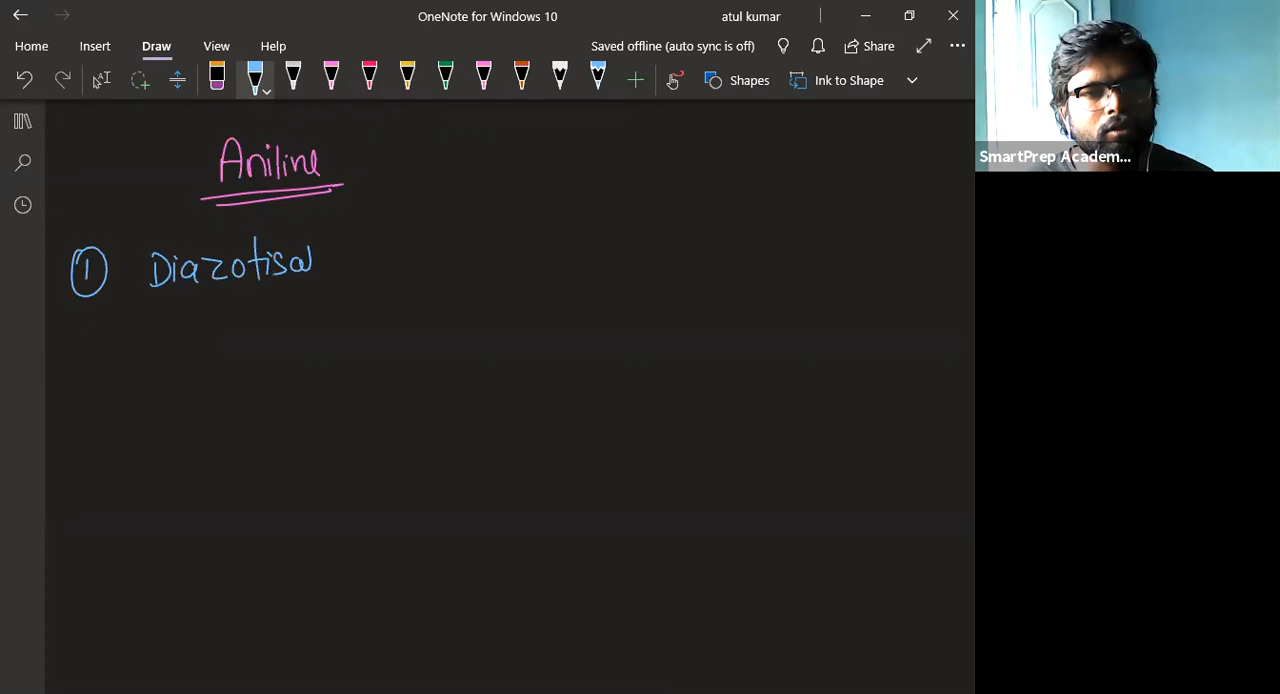 OneNote for Windows 10
atul kumar
Home Insert Draw View Help
Saved offline (auto sync is off)
Share
Shapes
Ink to Shape
SmartPrep Academ...
Aniline
1 Diazotisa